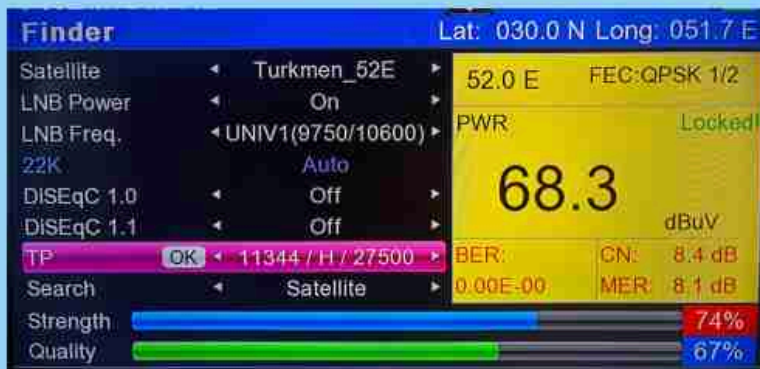 Finder Lat: 030.0 N Long: 051.7 E
Satellite Turkmen_52E
LNB Power On
LNB Freq. UNIV1(9750/10600)
22K Auto
DiSEqC 1.0 Off
DiSEqC 1.1 Off
TP OK 11344 / H / 27500
Search Satellite
52.0 E FEC:QPSK 1/2
PWR Locked!
68.3
dBuV
BER: CN: 8.4 dB
0.00E-00 MER: 8.1 dB
Strength 74%
Quality 67%